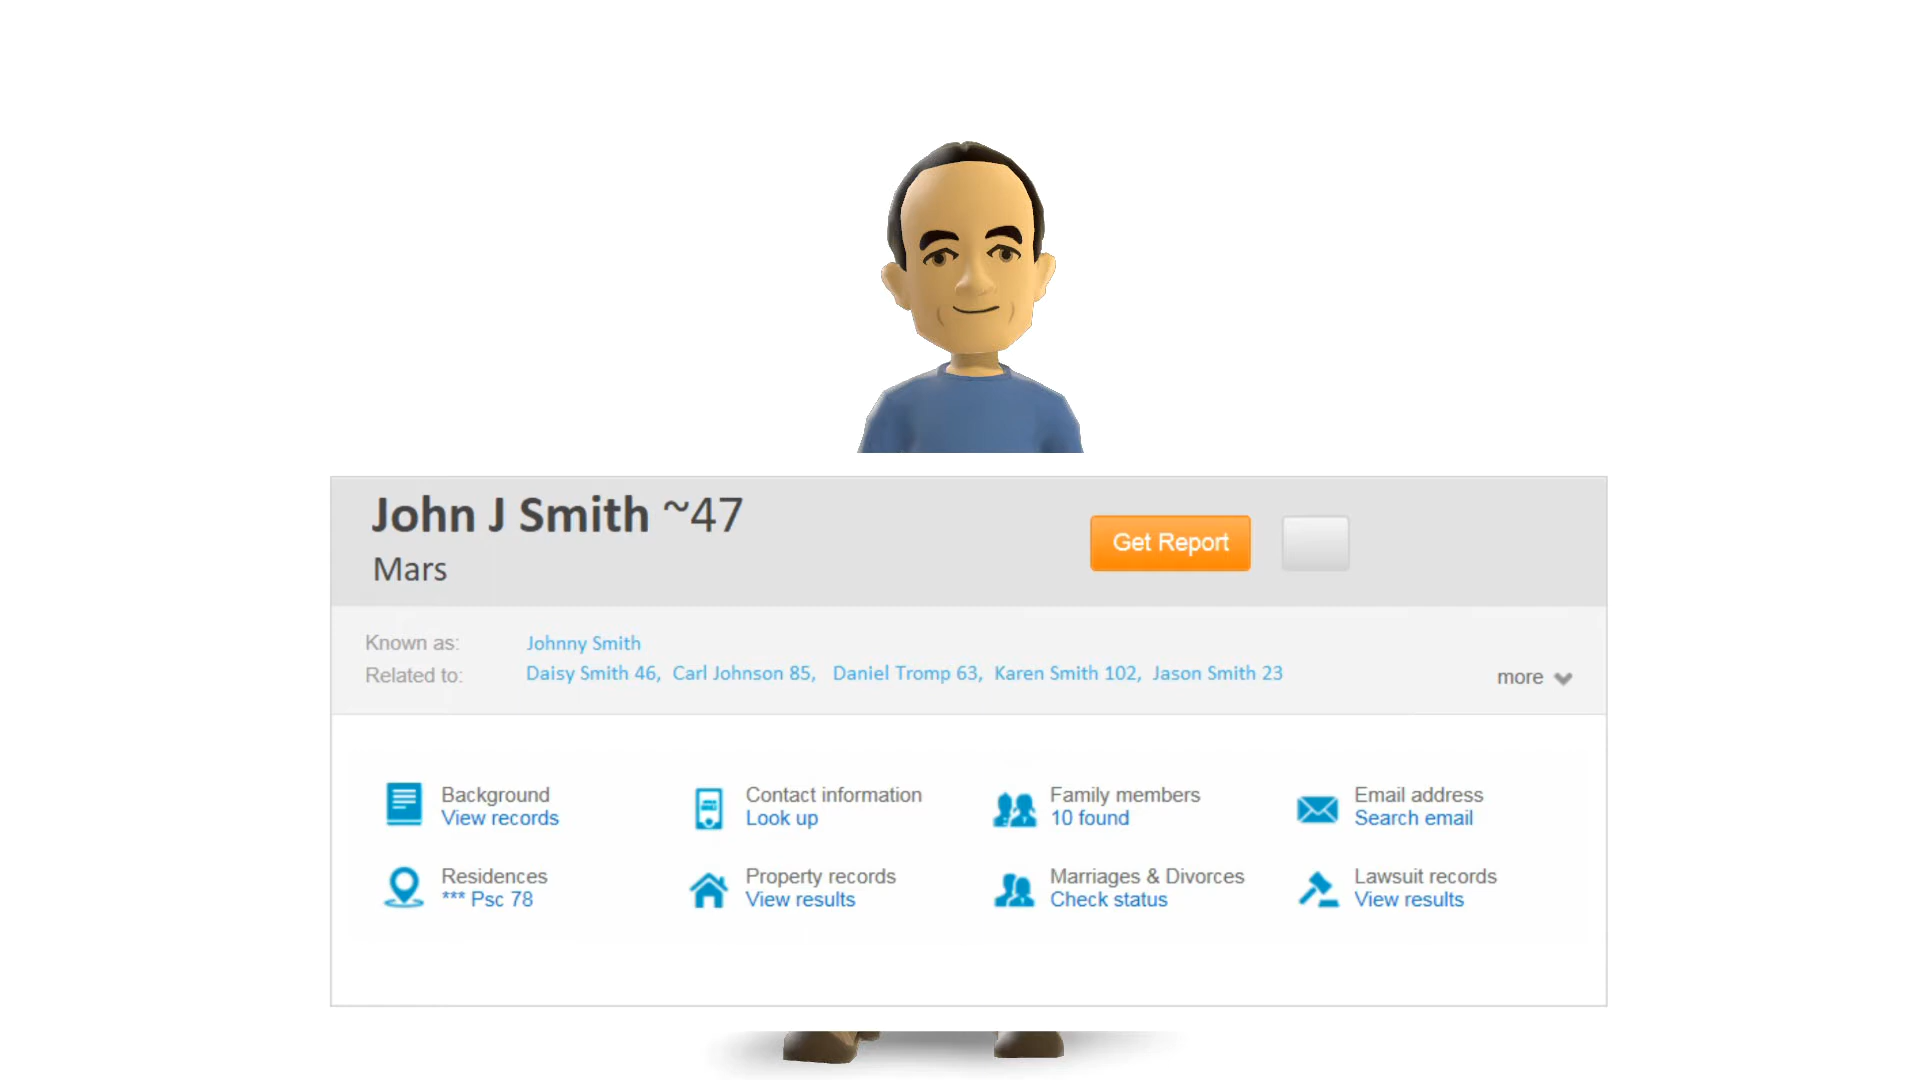 John J Smith ~47
Mars
Get Report
Known as: Johnny Smith
Related to: Daisy Smith 46, Carl Johnson 85, Daniel Tromp 63, Karen Smith 102, Jason Smith 23
more
Background
View records
Contact information
Look up
Family members
10 found
Email address
Search email
Residences
*** Psc 78
Property records
View results
Marriages & Divorces
Check status
Lawsuit records
View results